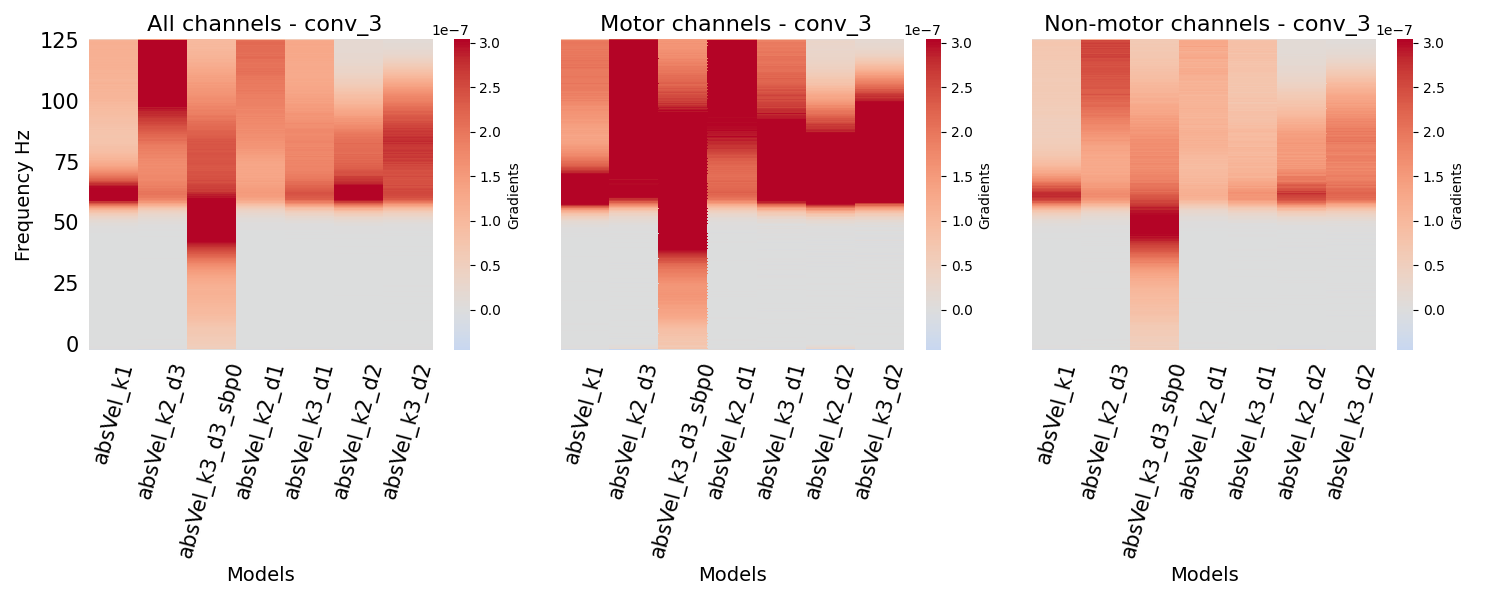 All channels - conv_3
Motor channels - conv_3
Non-motor channels - conv_3
1e−7
1e−7
1e−7
Frequency Hz
125
100
75
50
25
0
3.0
2.5
2.0
1.5
1.0
0.5
0.0
Gradients
3.0
2.5
2.0
1.5
1.0
0.5
0.0
Gradients
3.0
2.5
2.0
1.5
1.0
0.5
0.0
Gradients
absVel_k1
absVel_k2_d3
absVel_k3_d3_sbp0
absVel_k2_d1
absVel_k3_d1
absVel_k2_d2
absVel_k3_d2
absVel_k1
absVel_k2_d3
absVel_k3_d3_sbp0
absVel_k2_d1
absVel_k3_d1
absVel_k2_d2
absVel_k3_d2
absVel_k1
absVel_k2_d3
absVel_k3_d3_sbp0
absVel_k2_d1
absVel_k3_d1
absVel_k2_d2
absVel_k3_d2
Models
Models
Models